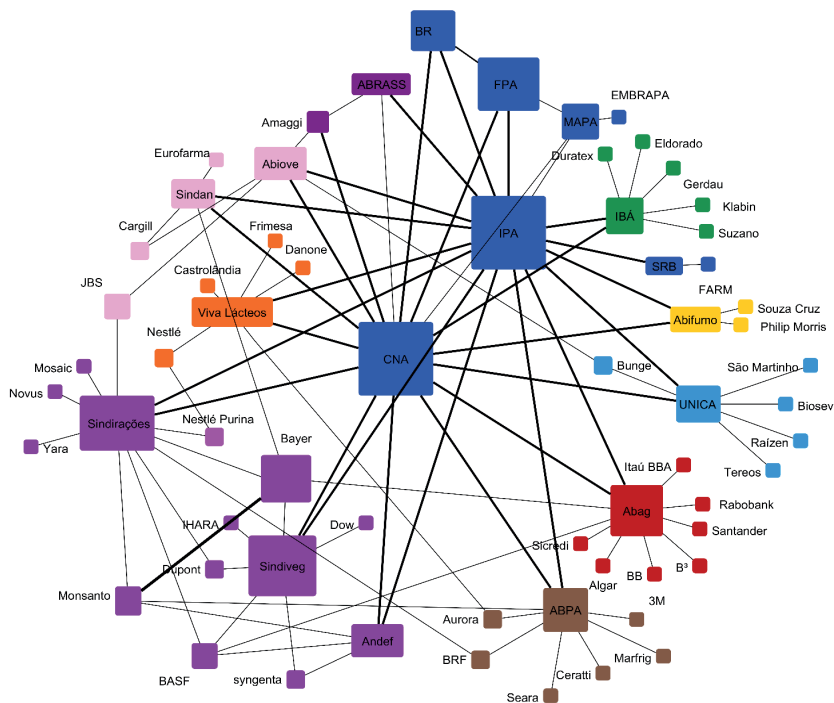 BR
FPA
ABRASS
EMBRAPA
Amaggi
MAPA
Eldorado
Duratex
Eurofarma
Abiove
Gerdau
Sindan
Klabin
IBÁ
Frimesa
IPA
Suzano
Cargill
Danone
SRB
Castrolândia
JBS
FARM
Souza Cruz
Viva Lácteos
Abifumo
Philip Morris
Nestlé
CNA
Bunge
São Martinho
Mosaic
Novus
UNICA
Biosev
Sindirações
Nestlé Purina
Bayer
Raízen
Yara
Tereos
Itaú BBA
Rabobank
Abag
IHARA
Dow
Santander
Sicredi
Dupont
Sindiveg
B³
BB
Algar
Monsanto
3M
Aurora
ABPA
Andef
BRF
Marfrig
Ceratti
BASF
syngenta
Seara